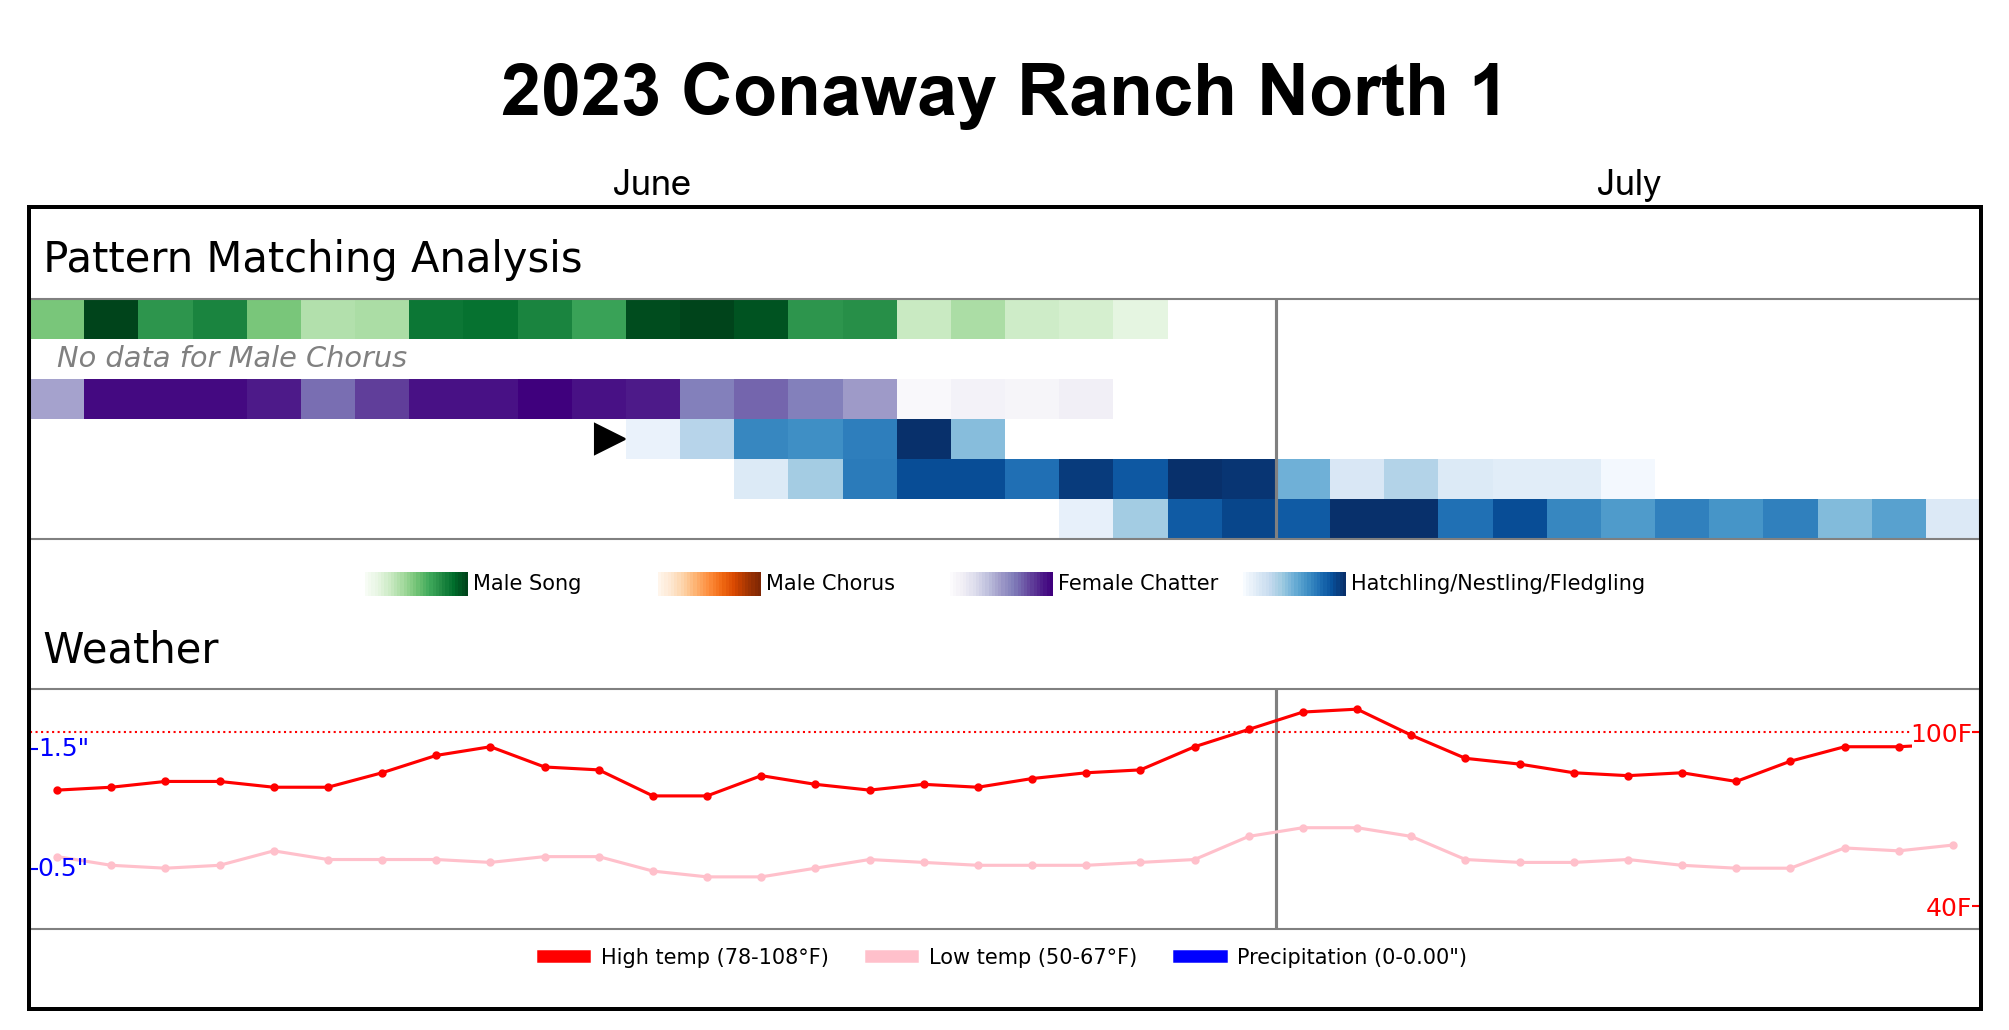 2023 Conaway Ranch North 1
June July
Pattern Matching Analysis
No data for Male Chorus
Male Song Male Chorus Female Chatter Hatchling/Nestling/Fledgling
Weather
100F
1.5"
0.5"
40F
High temp (78-108°F) Low temp (50-67°F) Precipitation (0-0.00")